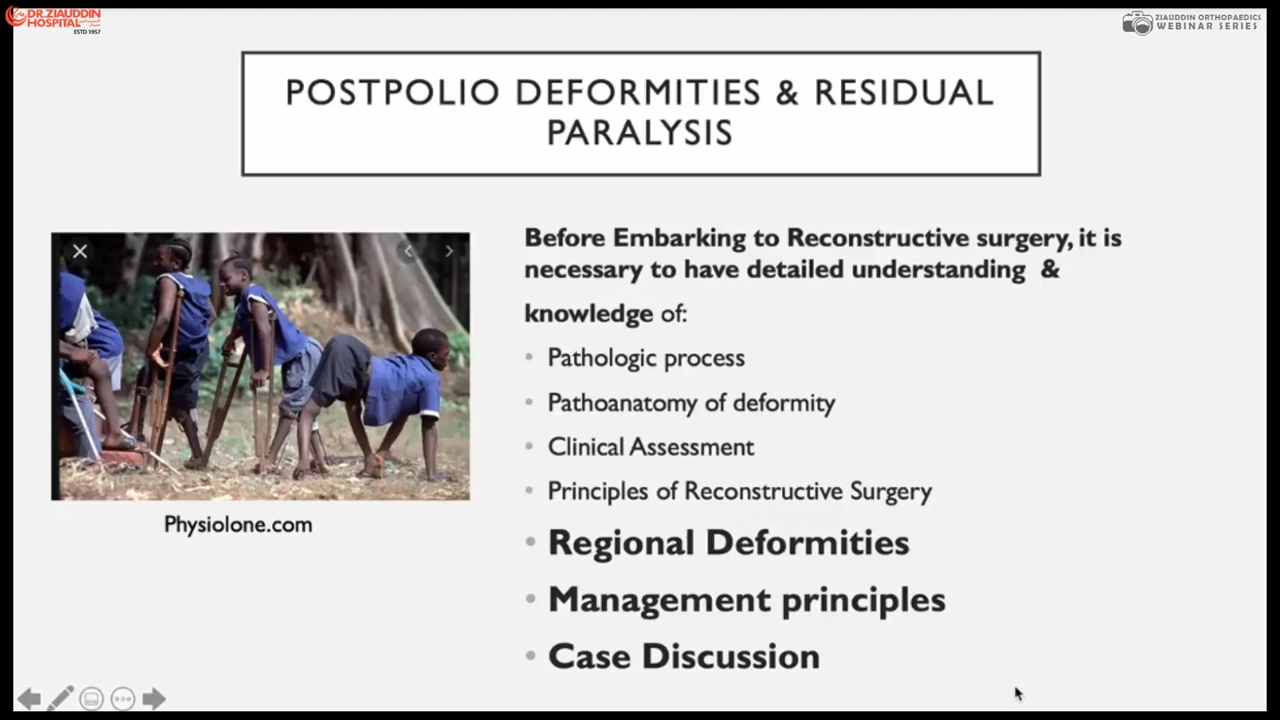 DR.ZIAUDDIN
HOSPITAL
ESTD 1957
ZIAUDDIN ORTHOPAEDICS
WEBINAR SERIES
POSTPOLIO DEFORMITIES & RESIDUAL
PARALYSIS
Before Embarking to Reconstructive surgery, it is
necessary to have detailed understanding &
knowledge of:
• Pathologic process
• Pathoanatomy of deformity
• Clinical Assessment
• Principles of Reconstructive Surgery
• Regional Deformities
• Management principles
• Case Discussion
Physiolone.com